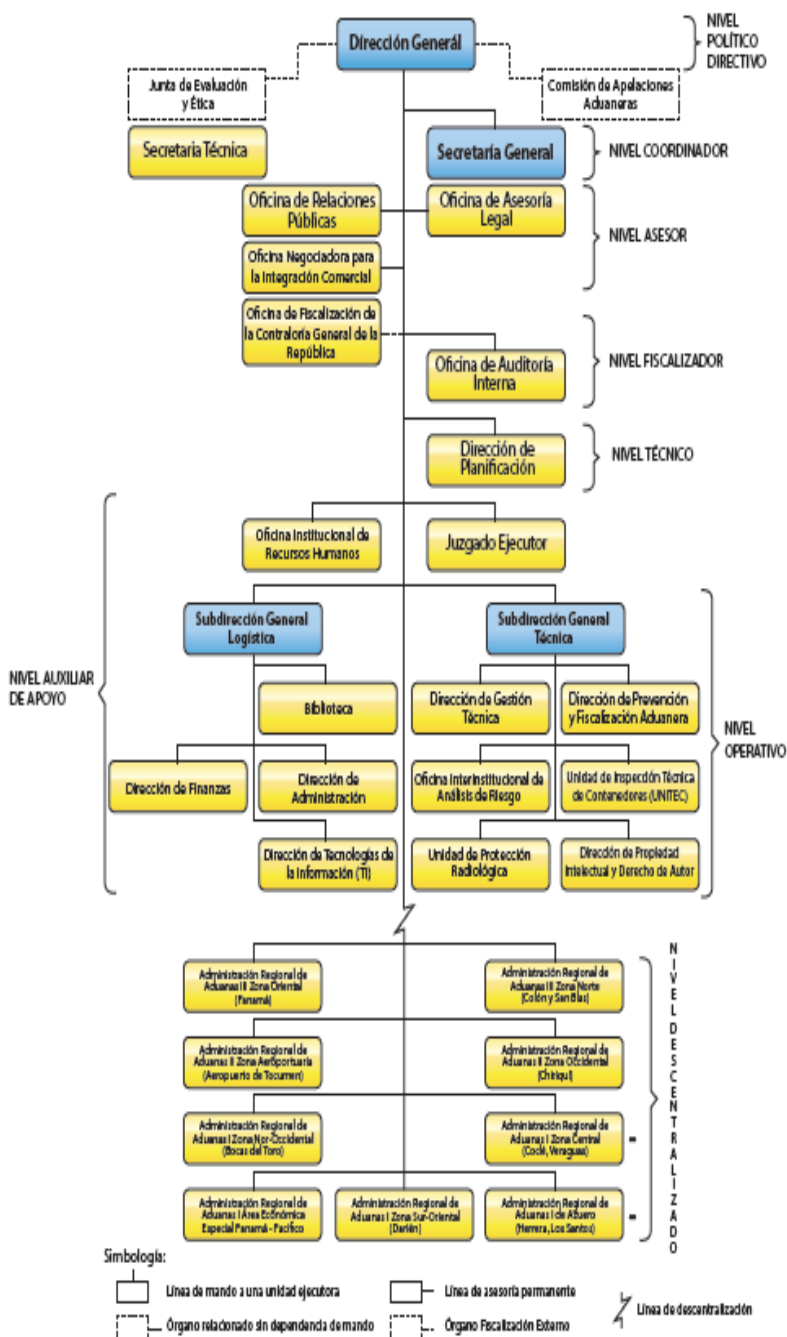 Dirección Generál
NIVEL
POLÍTICO
DIRECTIVO
Junta de Evaluación
y Ética
Comisión de Apelaciones
Aduaneras
Secretaria Técnica
Secretaría General
NIVEL COORDINADOR
Oficina de Relaciones
Públicas
Oficina de Asesoría
Legal
NIVEL ASESOR
Oficina Negociadora para
la Integración Comercial
Oficina de Fiscalización de
la Contraloría General de la
República
Oficina de Auditoría
Interna
NIVEL FISCALIZADOR
Dirección de
Planificación
NIVEL TÉCNICO
Oficina Institucional de
Recursos Humanos
Juzgado Ejecutor
Subdirección General
Logística
Subdirección General
Técnica
NIVEL AUXILIAR
DE APOYO
Biblioteca
Dirección de Gestión
Técnica
Dirección de Prevención
y Fiscalización Aduanera
NIVEL
OPERATIVO
Dirección de Finanzas
Dirección de
Administración
Oficina Interinstitucional de
Análisis de Riesgo
Unidad de Inspección Técnica
de Contenedores (UNITEC)
Dirección de Tecnologías de
la Información (TI)
Unidad de Protección
Radiológica
Dirección de Propiedad
Intelectual y Derecho de Autor
NIVEL DESCENTRALIZADO
Administración Regional de
Aduanas III Zona Oriental
(Panamá)
Administración Regional de
Aduanas III Zona Norte
(Colón y San Blas)
Administración Regional de
Aduanas II Zona Aeroportuaria
(Aeropuerto de Tocumen)
Administración Regional de
Aduanas II Zona Occidental
(Chiriquí)
Administración Regional de
Aduanas I Zona Nor-Occidental
(Bocas del Toro)
Administración Regional de
Aduanas I Zona Central
(Coclé, Veraguas)
Administración Regional de
Aduanas I Área Económica
Especial Panamá - Pacífico
Administración Regional de
Aduanas I Zona Sur-Oriental
(Darién)
Administración Regional de
Aduanas I de Azuero
(Herrera, Los Santos)
Simbología:
Línea de mando a una unidad ejecutora
Línea de asesoría permanente
Línea de descentralización
Órgano relacionado sin dependencia de mando
Órgano Fiscalización Externo